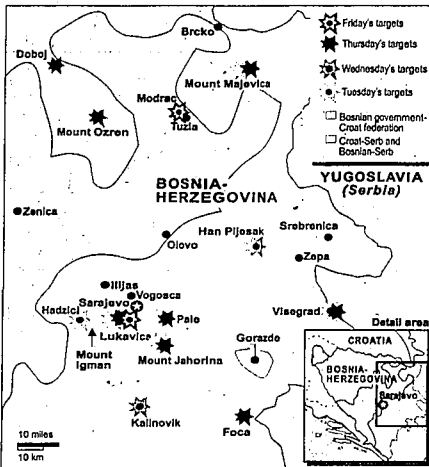 Brcko
Doboj
Mount Majevica
Modrac
Tuzla
Mount Ozren
Friday's targets
Thursday's targets
Wednesday's targets
Tuesday's targets
Bosnian government-
Croat federation
Croat-Serb and
Bosnian-Serb
BOSNIA-
HERZEGOVINA
YUGOSLAVIA
(Serbia)
Zenica
Olovo
Han Pijesak
Srebrenica
Zepa
Ilijas
Vogosca
Hadzici
Sarajevo
Pale
Visegrad
Lukavica
Mount
Igman
Mount Jahorina
Gorazde
Kalinovik
Foca
10 miles
10 km
Detail area
CROATIA
BOSNIA-
HERZEGOVINA
Sarajevo